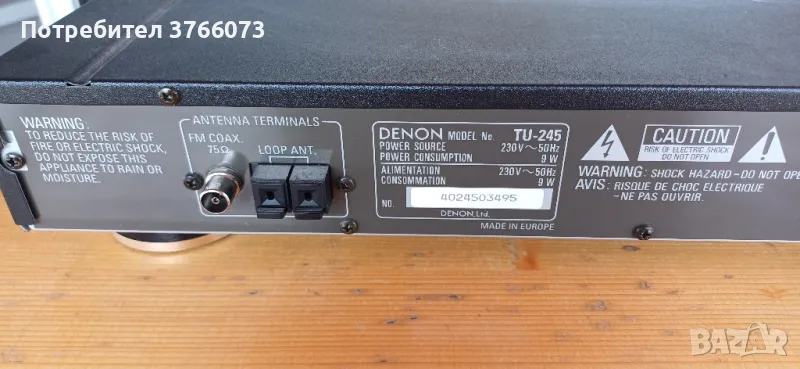 Потребител 3766073
WARNING:
TO REDUCE THE RISK OF
FIRE OR ELECTRIC SHOCK,
DO NOT EXPOSE THIS
APPLIANCE TO RAIN OR
MOISTURE.
ANTENNA TERMINALS
FM COAX.
75Ω
LOOP ANT.
DENON MODEL No. TU-245
POWER SOURCE 230V~50Hz
POWER CONSUMPTION 9W
ALIMENTATION 230V~50Hz
CONSOMMATION 9W
NO. 4024503495
DENON, Ltd.
MADE IN EUROPE
CAUTION
RISK OF ELECTRIC SHOCK
DO NOT OPEN
WARNING: SHOCK HAZARD-DO NOT OPE
AVIS: RISQUE DE CHOC ELECTRIQUE
-NE PAS OUVRIR.
BAZAR